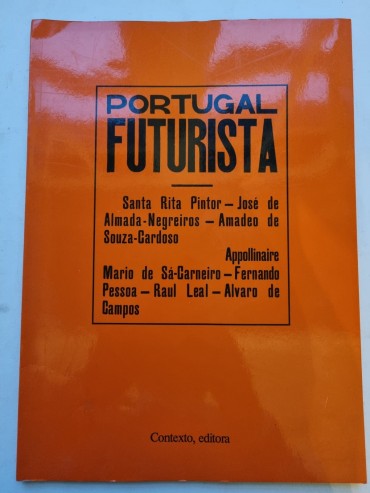 PORTUGAL
FUTURISTA
Santa Rita Pintor – José de
Almada-Negreiros – Amadeo de
Souza-Cardoso
Appollinaire
Mario de Sá-Carneiro – Fernando
Pessoa – Raul Leal – Alvaro de
Campos
Contexto, editora